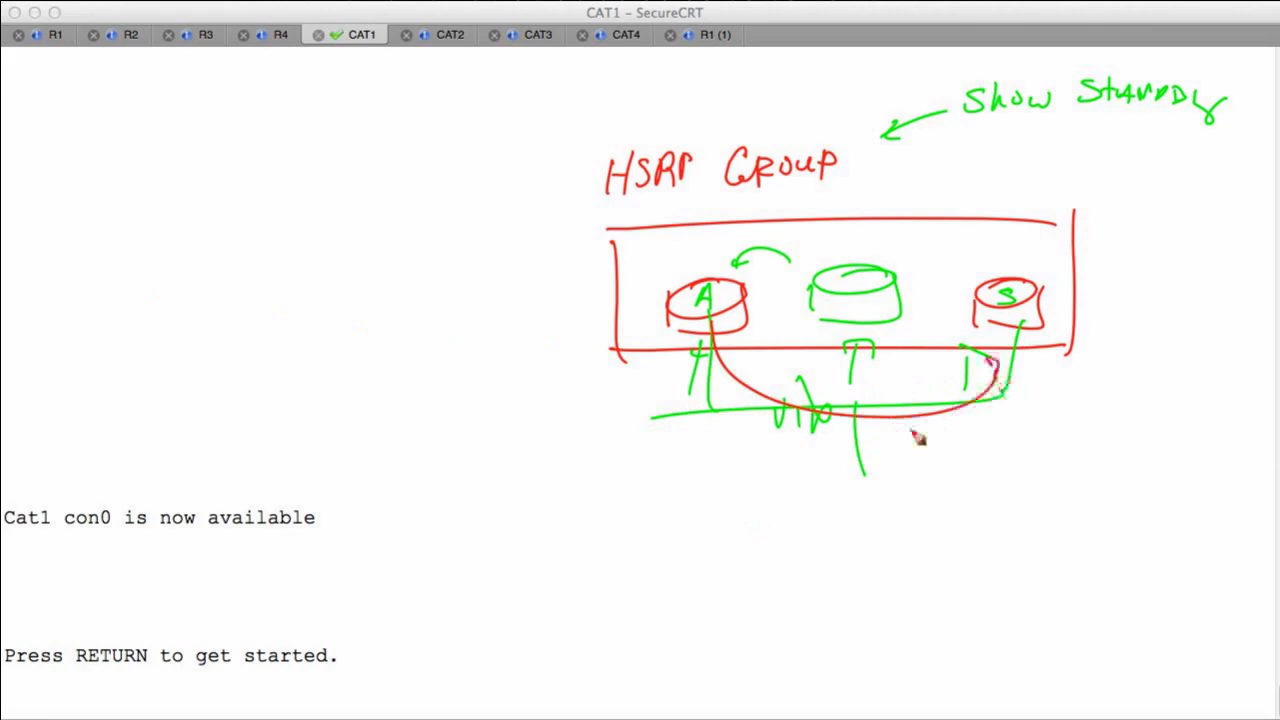 CAT1 - SecureCRT
R1 R2 R3 R4 CAT1 CAT2 CAT3 CAT4 R1 (1)
Show STANDBY
HSRP GROUP
A S
Cat1 con0 is now available
Press RETURN to get started.